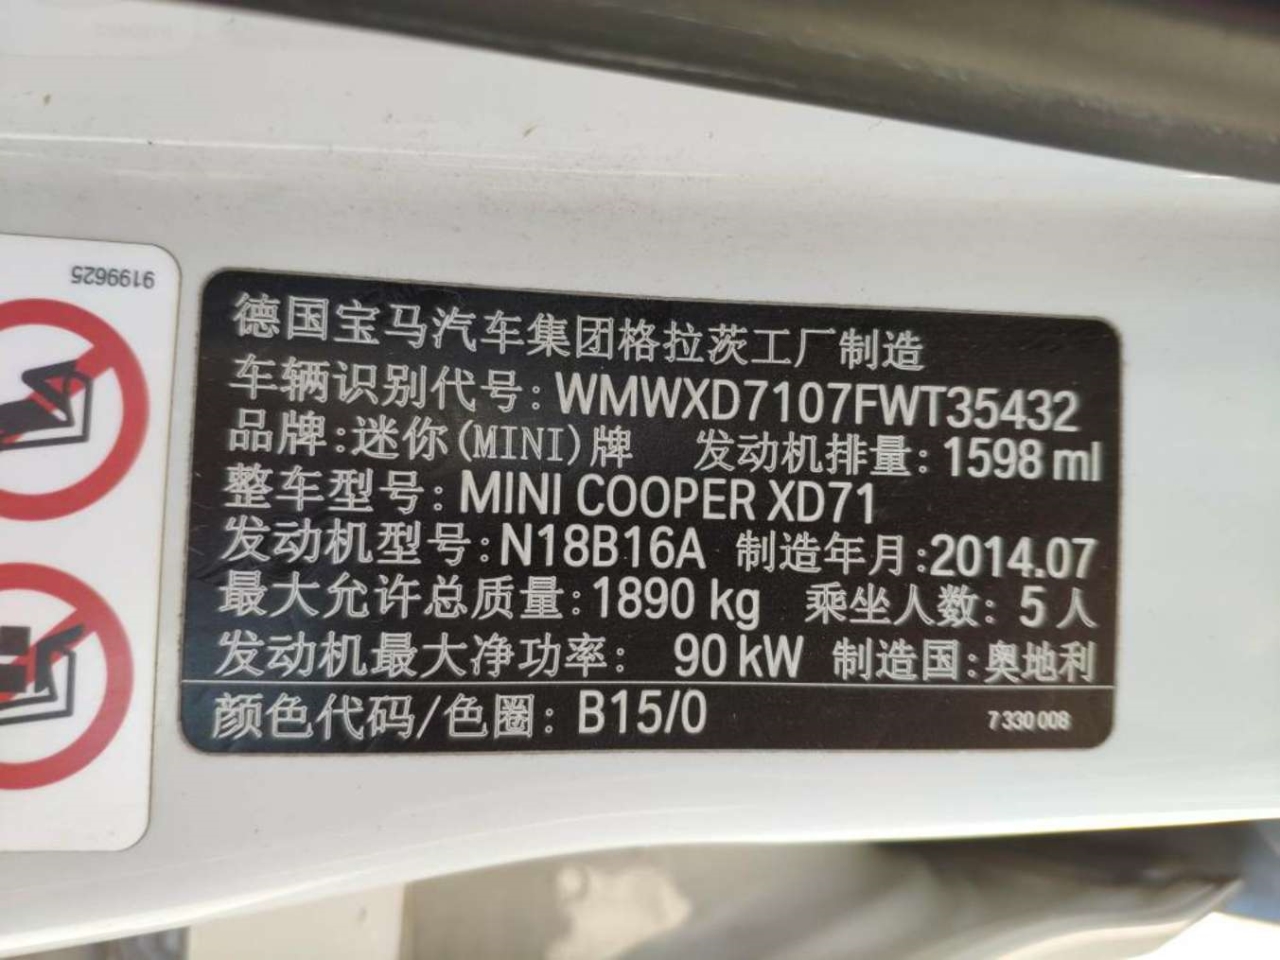 9199625
德国宝马汽车集团格拉茨工厂制造
车辆识别代号: WMWXD7107FWT35432
品牌:迷你(MINI)牌 发动机排量: 1598 ml
整车型号: MINI COOPER XD71
发动机型号: N18B16A 制造年月:2014.07
最大允许总质量: 1890 kg 乘坐人数: 5 人
发动机最大净功率: 90 kW 制造国:奥地利
颜色代码/色圈: B15/0 7 330 008